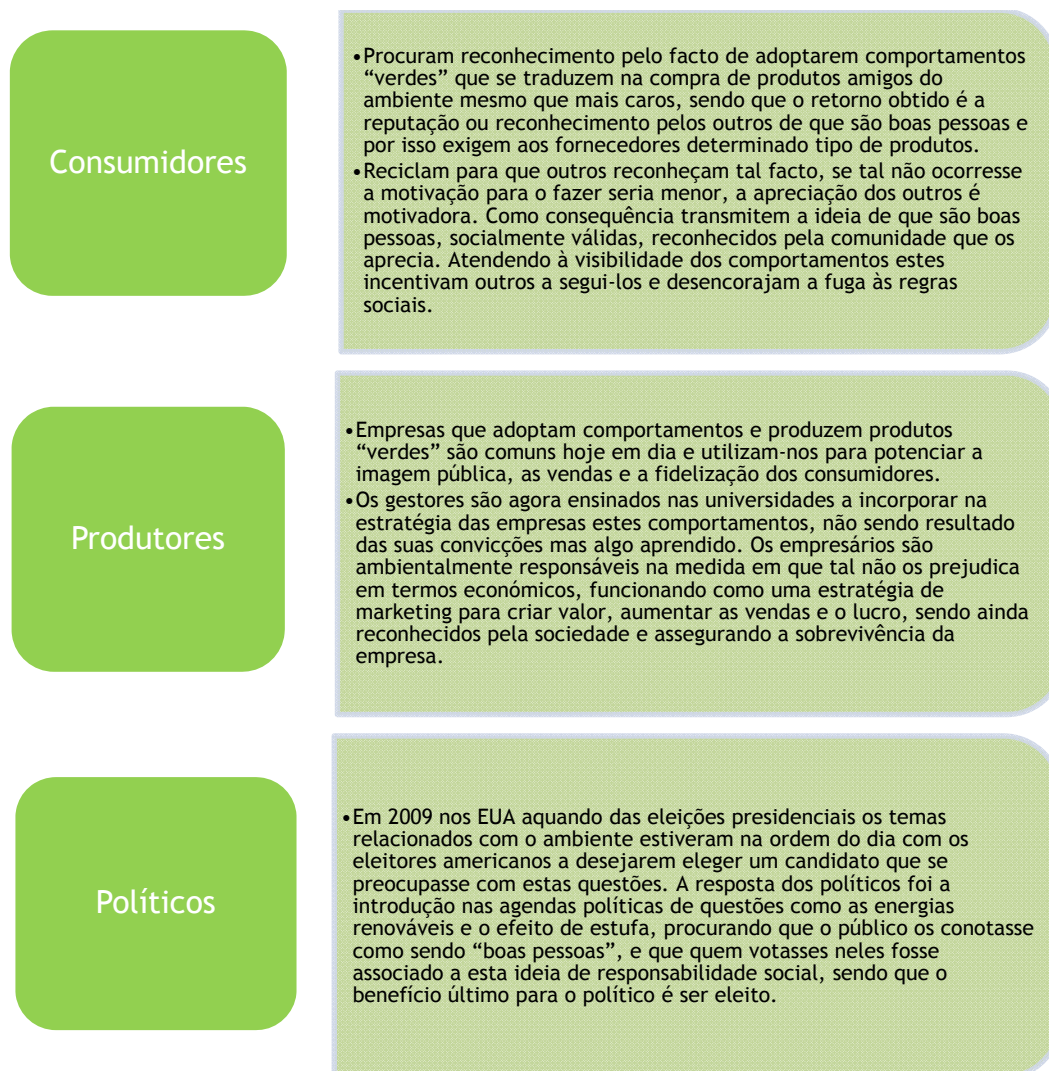 Consumidores
•Procuram reconhecimento pelo facto de adoptarem comportamentos
“verdes” que se traduzem na compra de produtos amigos do
ambiente mesmo que mais caros, sendo que o retorno obtido é a
reputação ou reconhecimento pelos outros de que são boas pessoas e
por isso exigem aos fornecedores determinado tipo de produtos.
•Reciclam para que outros reconheçam tal facto, se tal não ocorresse
a motivação para o fazer seria menor, a apreciação dos outros é
motivadora. Como consequência transmitem a ideia de que são boas
pessoas, socialmente válidas, reconhecidos pela comunidade que os
aprecia. Atendendo à visibilidade dos comportamentos estes
incentivam outros a segui-los e desencorajam a fuga às regras
sociais.
Produtores
•Empresas que adoptam comportamentos e produzem produtos
“verdes” são comuns hoje em dia e utilizam-nos para potenciar a
imagem pública, as vendas e a fidelização dos consumidores.
•Os gestores são agora ensinados nas universidades a incorporar na
estratégia das empresas estes comportamentos, não sendo resultado
das suas convicções mas algo aprendido. Os empresários são
ambientalmente responsáveis na medida em que tal não os prejudica
em termos económicos, funcionando como uma estratégia de
marketing para criar valor, aumentar as vendas e o lucro, sendo ainda
reconhecidos pela sociedade e assegurando a sobrevivência da
empresa.
Políticos
•Em 2009 nos EUA aquando das eleições presidenciais os temas
relacionados com o ambiente estiveram na ordem do dia com os
eleitores americanos a desejarem eleger um candidato que se
preocupasse com estas questões. A resposta dos políticos foi a
introdução nas agendas políticas de questões como as energias
renováveis e o efeito de estufa, procurando que o público os conotasse
como sendo “boas pessoas”, e que quem votasses neles fosse
associado a esta ideia de responsabilidade social, sendo que o
benefício último para o político é ser eleito.